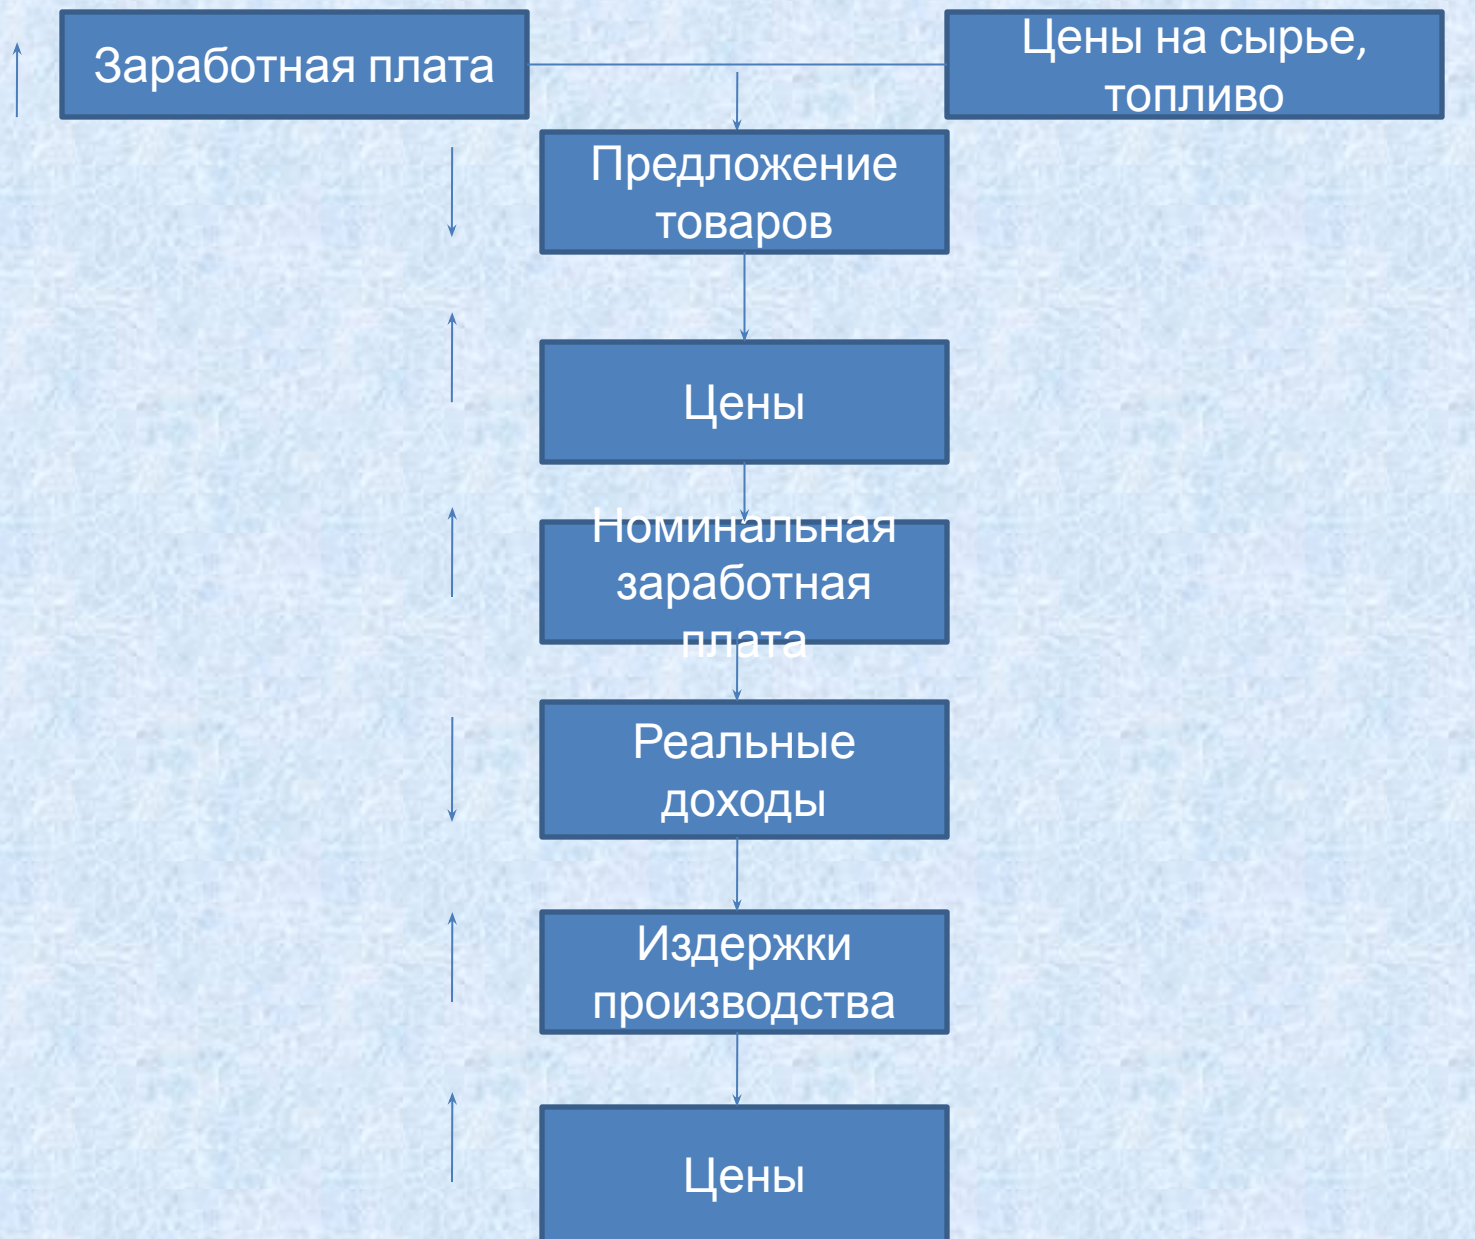 Заработная плата
Цены на сырье,
топливо
Предложение
товаров
Цены
Номинальная
заработная
плата
Реальные
доходы
Издержки
производства
Цены